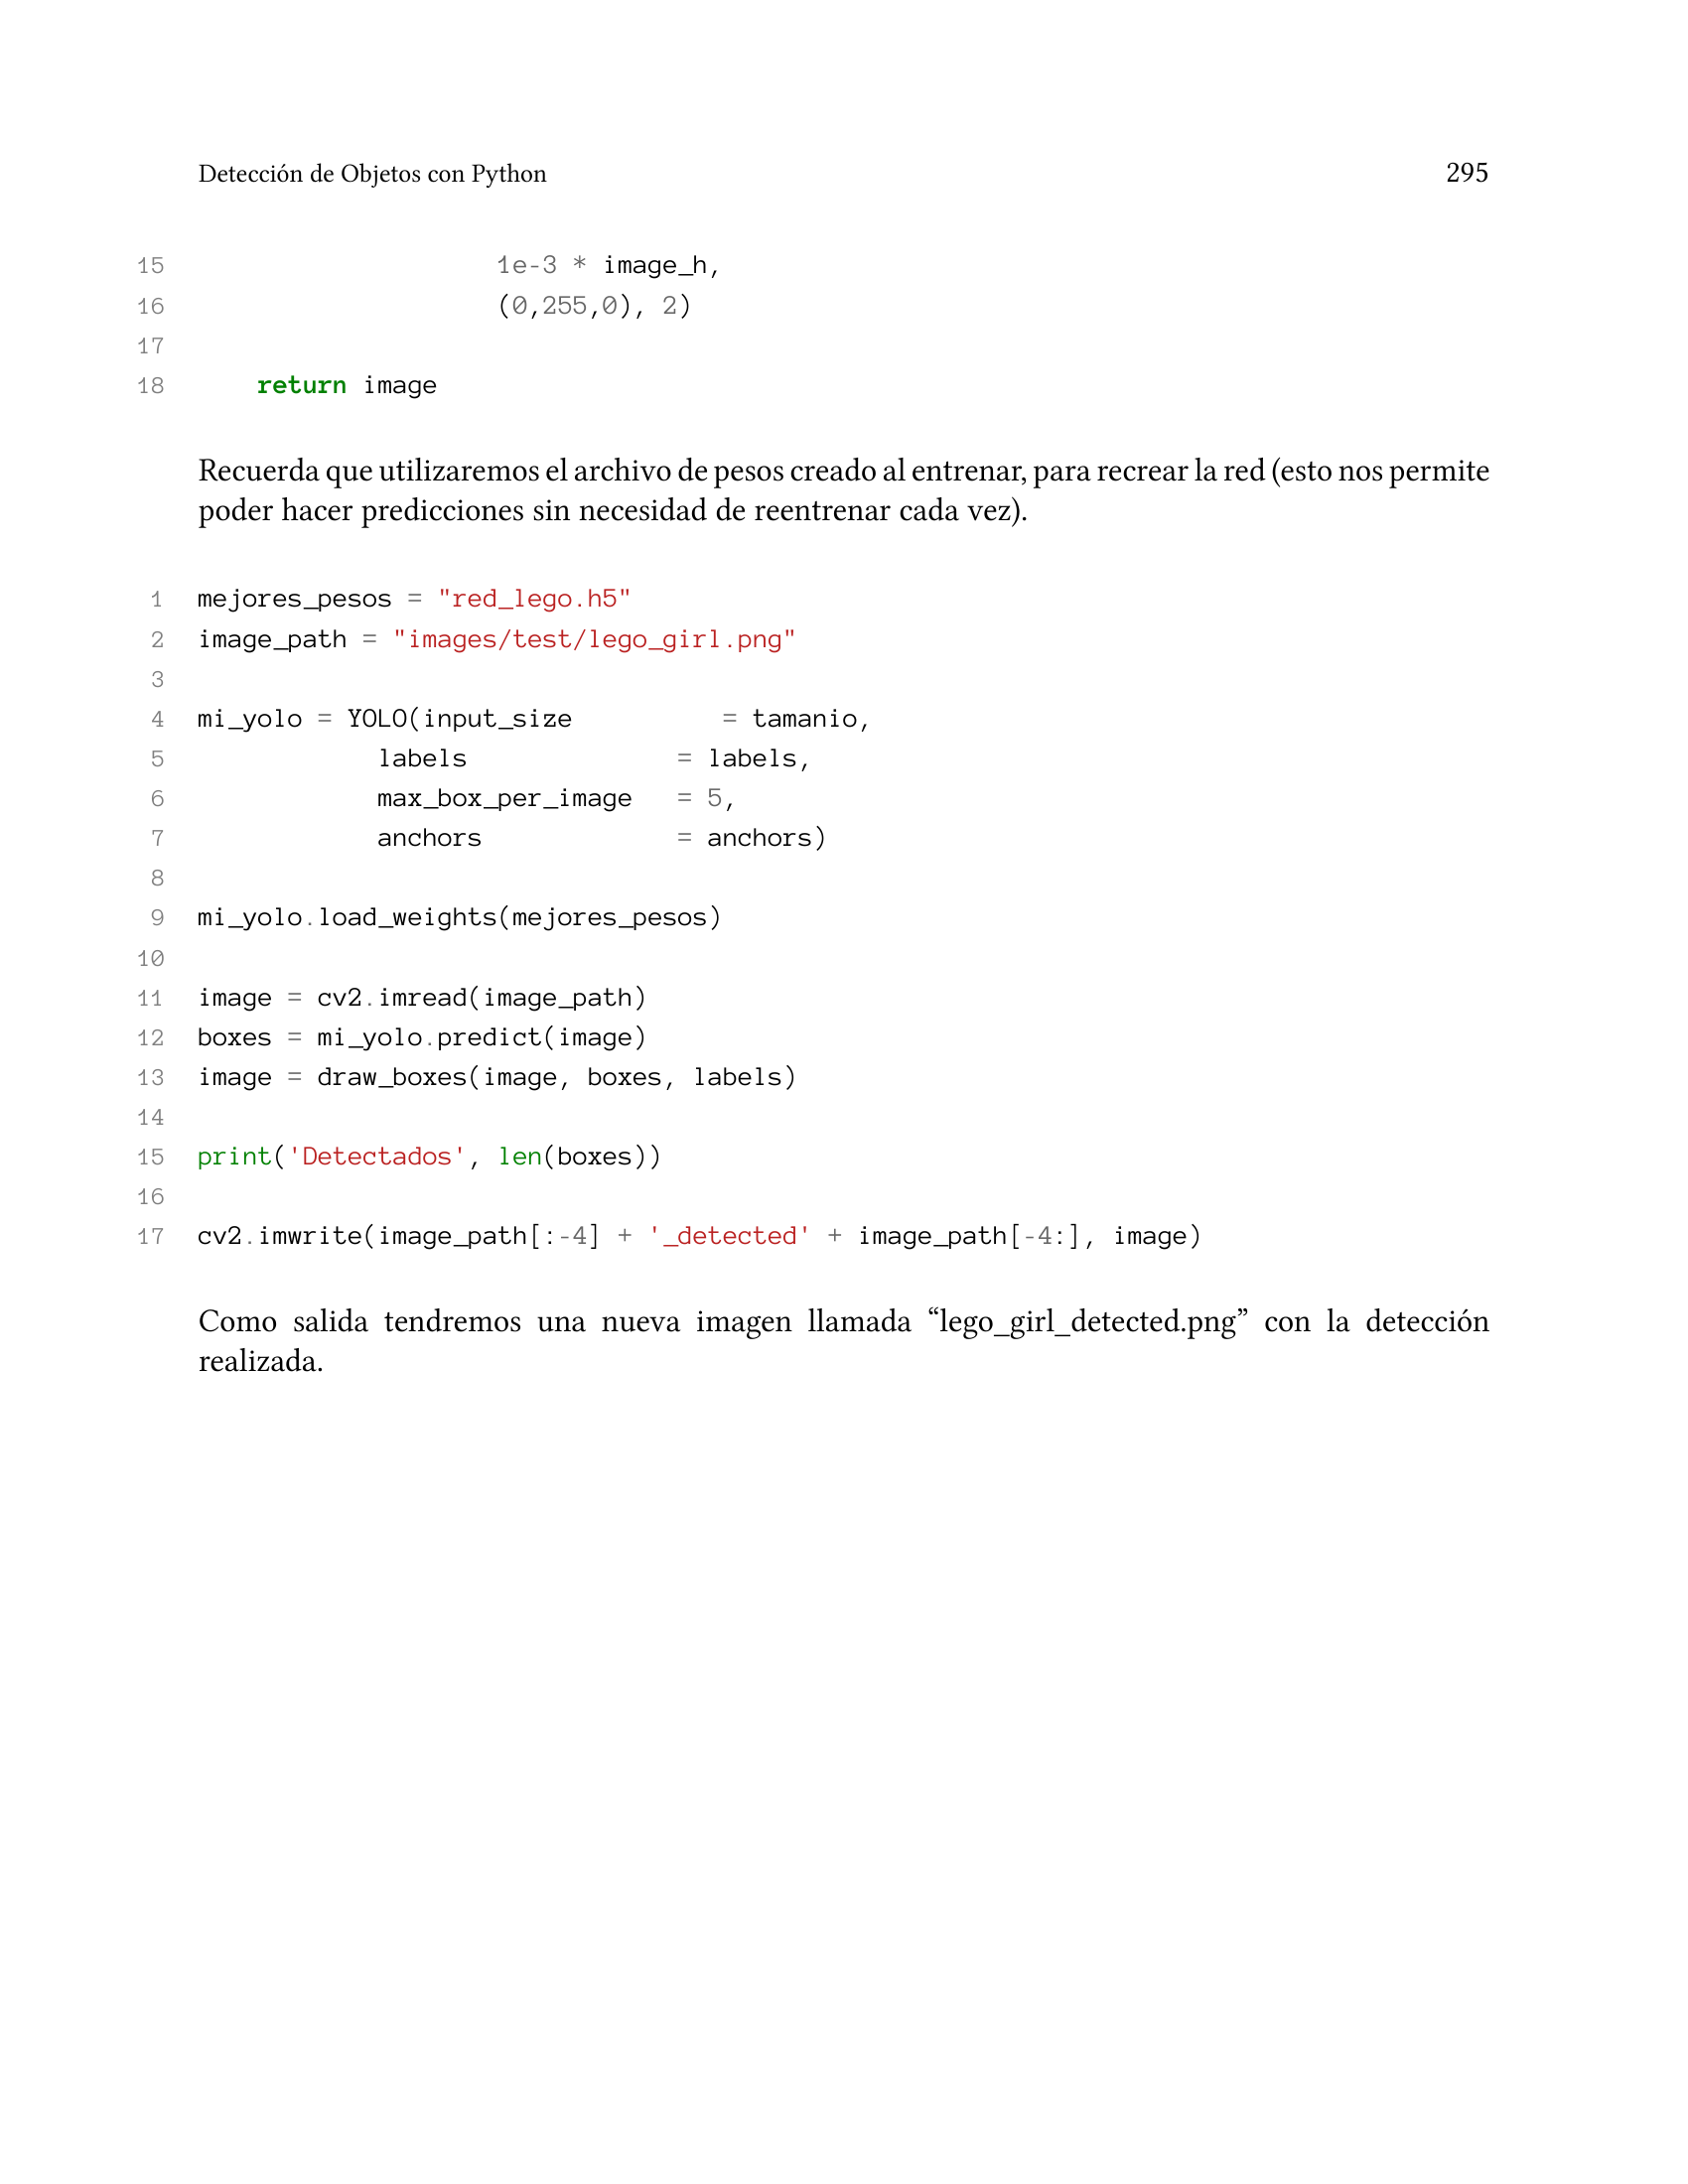 Detección de Objetos con Python 295
15 1e-3 * image_h,
16 (0,255,0), 2)
17
18 return image
Recuerda que utilizaremos el archivo de pesos creado al entrenar, para recrear la red (esto nos permite
poder hacer predicciones sin necesidad de reentrenar cada vez).
1 mejores_pesos = "red_lego.h5"
2 image_path = "images/test/lego_girl.png"
3
4 mi_yolo = YOLO(input_size = tamanio,
5 labels = labels,
6 max_box_per_image = 5,
7 anchors = anchors)
8
9 mi_yolo.load_weights(mejores_pesos)
10
11 image = cv2.imread(image_path)
12 boxes = mi_yolo.predict(image)
13 image = draw_boxes(image, boxes, labels)
14
15 print('Detectados', len(boxes))
16
17 cv2.imwrite(image_path[:-4] + '_detected' + image_path[-4:], image)
Como salida tendremos una nueva imagen llamada “lego_girl_detected.png” con la detección
realizada.